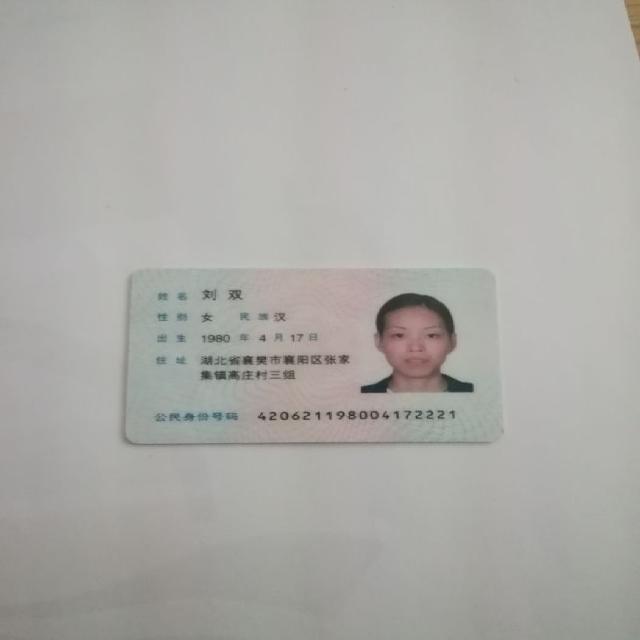 姓名 刘双
性别 女 民族 汉
出生 1980 年 4 月 17 日
住址 湖北省襄樊市襄阳区张家
集镇高庄村三组
公民身份号码 420621198004172221